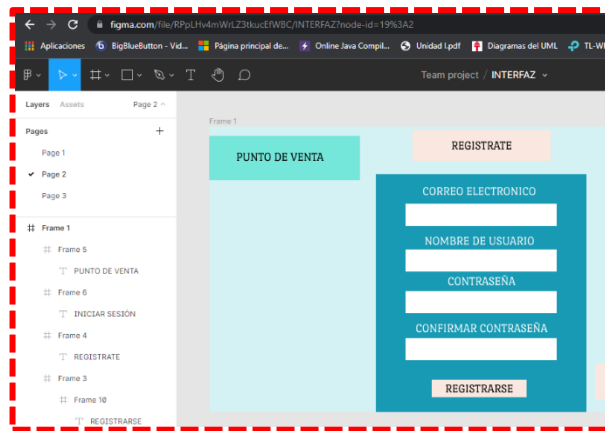 figma.com/file/RPpLHv4mWrLZ3tkucEfWBC/INTERFAZ?node-id=19%3A2
Aplicaciones BigBlueButton - Vid... Página principal de... Online Java Compil... Unidad I.pdf Diagramas del UML TL-W
Team project / INTERFAZ
Layers Assets Page 2
Pages
Page 1
Page 2
Page 3
Frame 1
Frame 5
PUNTO DE VENTA
Frame 6
INICIAR SESIÓN
Frame 4
REGISTRATE
Frame 3
Frame 10
REGISTRARSE
Frame 1
PUNTO DE VENTA
REGISTRATE
CORREO ELECTRONICO
NOMBRE DE USUARIO
CONTRASEÑA
CONFIRMAR CONTRASEÑA
REGISTRARSE